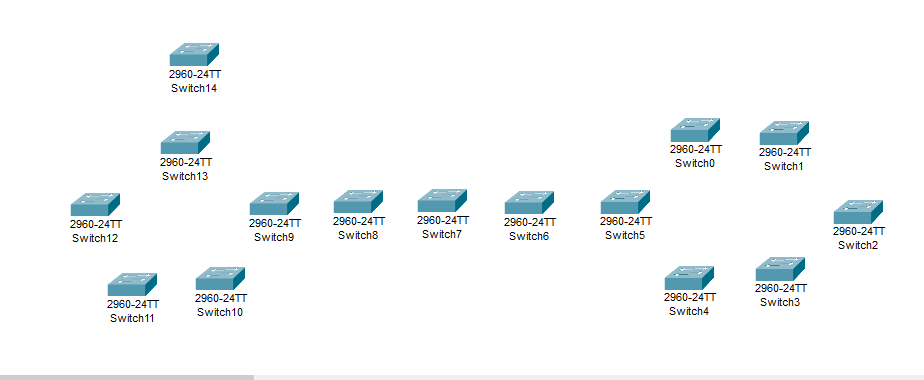 2960-24TT
Switch14
2960-24TT
Switch0
2960-24TT
Switch1
2960-24TT
Switch13
2960-24TT
Switch12
2960-24TT
Switch9
2960-24TT
Switch8
2960-24TT
Switch7
2960-24TT
Switch6
2960-24TT
Switch5
2960-24TT
Switch2
2960-24TT
Switch11
2960-24TT
Switch10
2960-24TT
Switch4
2960-24TT
Switch3